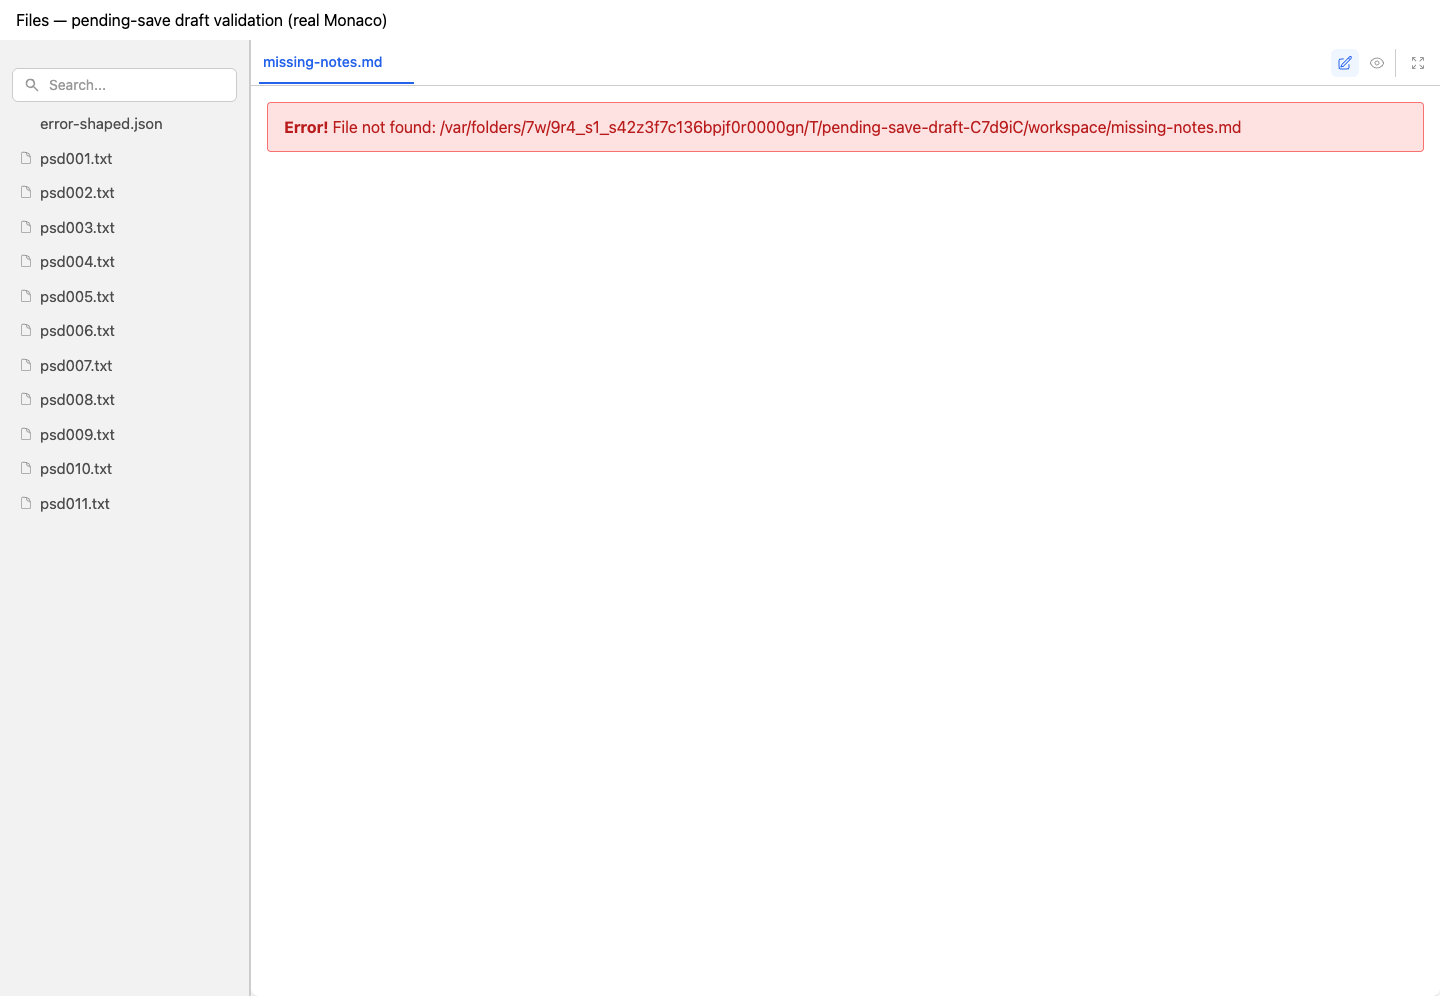 Files — pending-save draft validation (real Monaco)
Search...
error-shaped.json
psd001.txt
psd002.txt
psd003.txt
psd004.txt
psd005.txt
psd006.txt
psd007.txt
psd008.txt
psd009.txt
psd010.txt
psd011.txt
missing-notes.md
Error! File not found: /var/folders/7w/9r4_s1_s42z3f7c136bpjf0r0000gn/T/pending-save-draft-C7d9iC/workspace/missing-notes.md